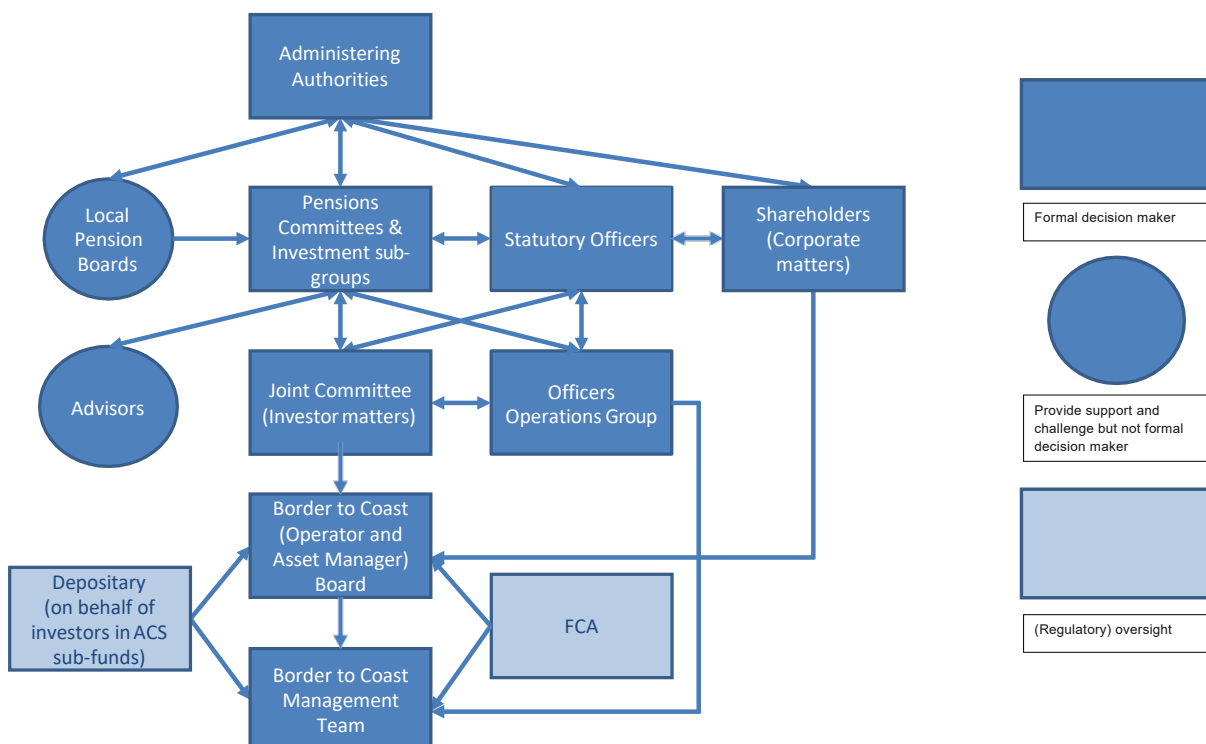 Administering
Authorities
Local
Pension
Boards
Pensions
Committees &
Investment sub-
groups
Statutory Officers
Shareholders
(Corporate
matters)
Formal decision maker
Advisors
Joint Committee
(Investor matters)
Officers
Operations Group
Provide support and
challenge but not formal
decision maker
Border to Coast
(Operator and
Asset Manager)
Board
Depositary
(on behalf of
investors in ACS
sub-funds)
FCA
(Regulatory) oversight
Border to Coast
Management
Team